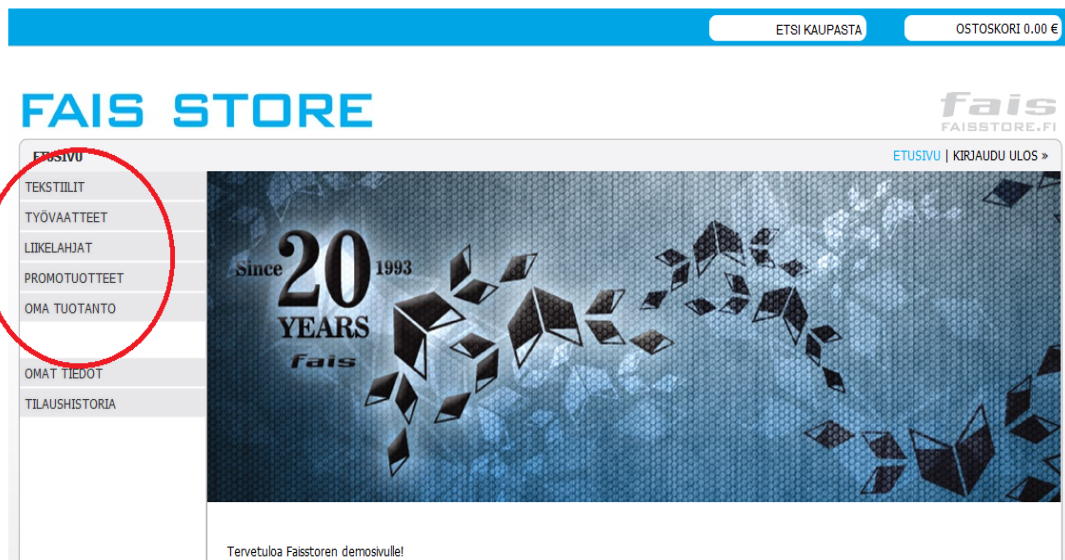 ETSI KAUPASTA OSTOSKORI 0.00 €
FAIS STORE
fais
FAISSTORE.FI
ETUSIVU
ETUSIVU | KIRJAUDU ULOS »
TEKSTIILIT
TYÖVAATTEET
LIIKELAHJAT
PROMOTUOTTEET
OMA TUOTANTO
OMAT TIEDOT
TILAUSHISTORIA
Since 20 1993
YEARS
fais
Tervetuloa Faisstoren demosivulle!